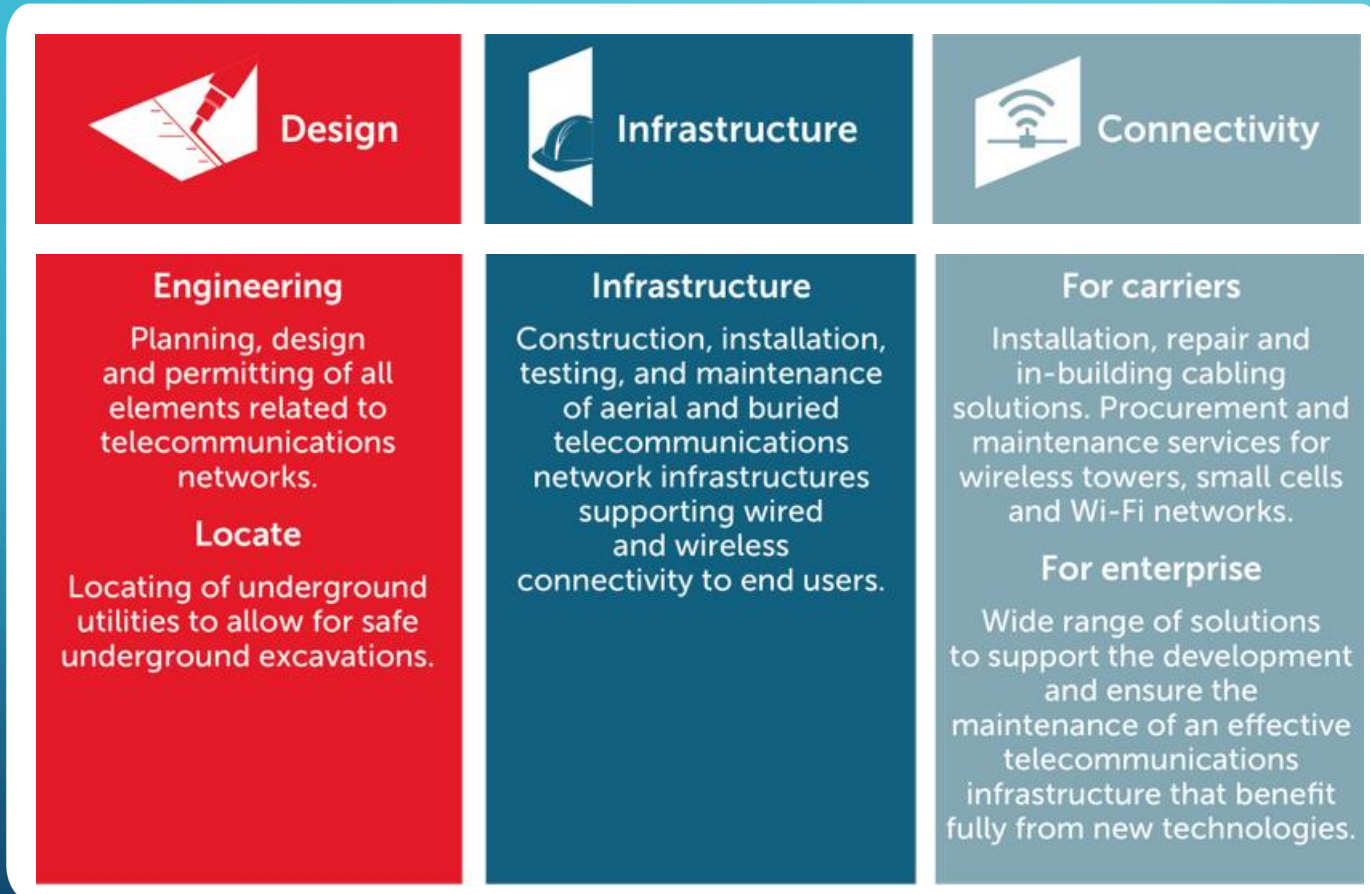 Design
Engineering
Planning, design
and permitting of all
elements related to
telecommunications
networks.
Locate
Locating of underground
utilities to allow for safe
underground excavations.
Infrastructure
Infrastructure
Construction, installation,
testing, and maintenance
of aerial and buried
telecommunications
network infrastructures
supporting wired
and wireless
connectivity to end users.
Connectivity
For carriers
Installation, repair and
in-building cabling
solutions. Procurement and
maintenance services for
wireless towers, small cells
and Wi-Fi networks.
For enterprise
Wide range of solutions
to support the development
and ensure the
maintenance of an effective
telecommunications
infrastructure that benefit
fully from new technologies.